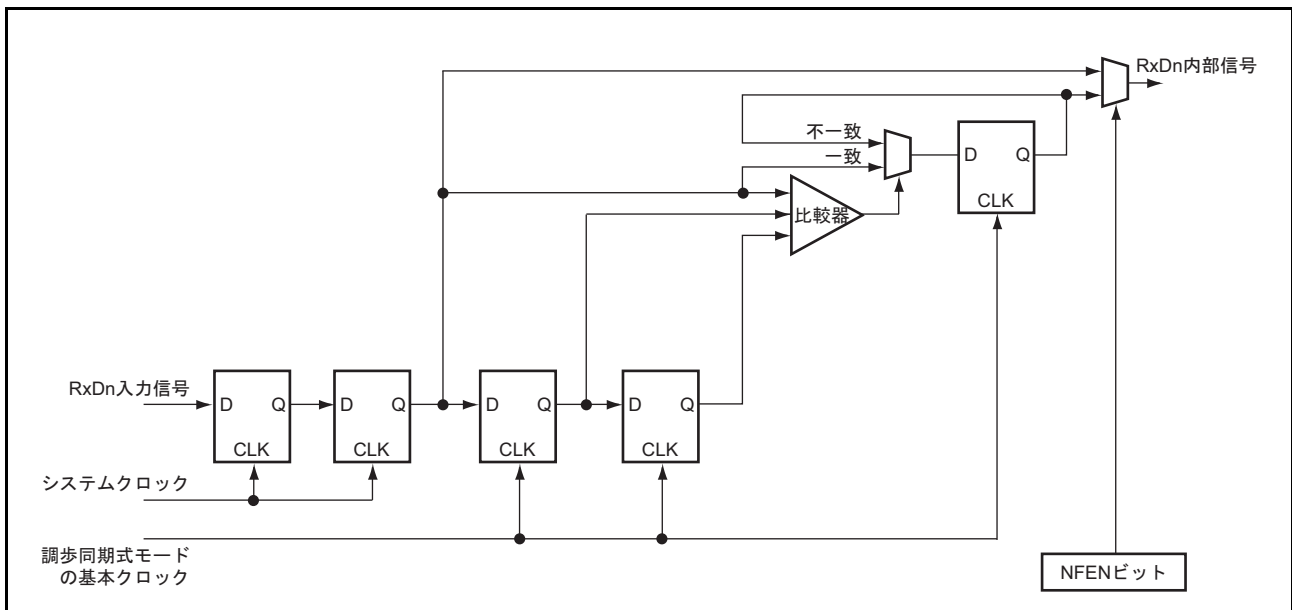 RxDn内部信号
不一致
一致
D Q
CLK
比較器
RxDn入力信号
D Q
CLK
D Q
CLK
D Q
CLK
D Q
CLK
システムクロック
調歩同期式モード
の基本クロック
NFENビット